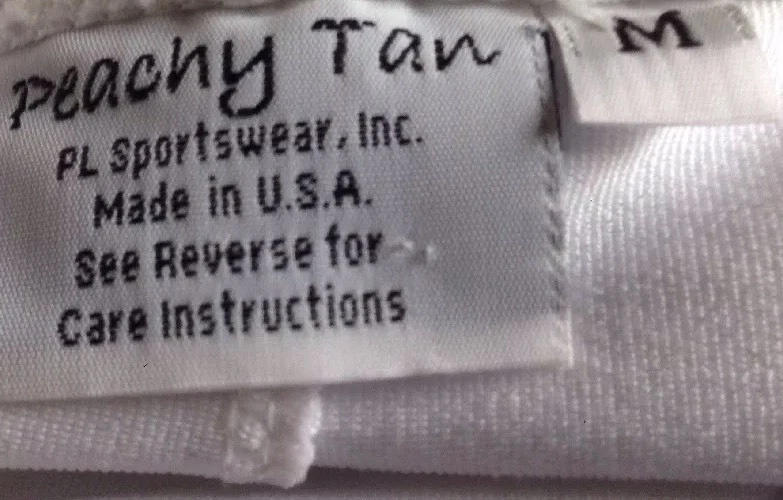 Peachy Tan
M
PL Sportswear, Inc.
Made in U.S.A.
See Reverse for
Care Instructions